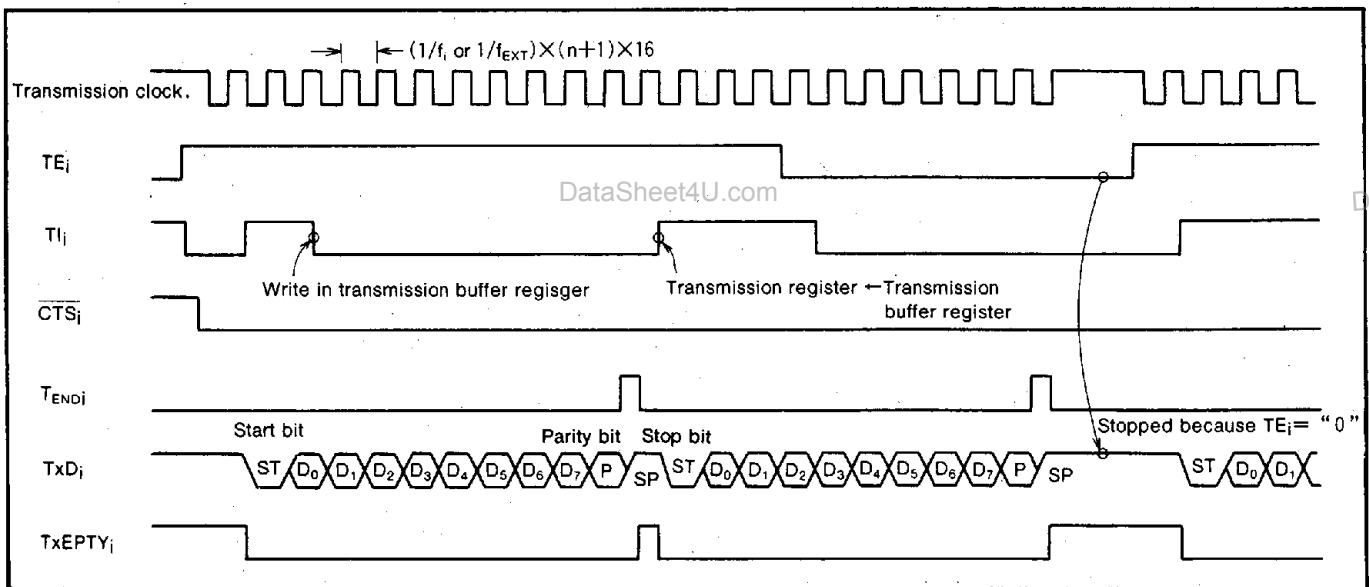 (1/fi or 1/fEXT)×(n+1)×16
Transmission clock.
TEi
DataSheet4U.com
D
TIi
Write in transmission buffer regisger
Transmission register ←Transmission
buffer register
CTSi
TENDi
Start bit
Parity bit
Stop bit
Stopped because TEi= “0”
TxDi
ST D0 D1 D2 D3 D4 D5 D6 D7 P SP ST D0 D1 D2 D3 D4 D5 D6 D7 P SP ST D0 D1
TxEPTYi